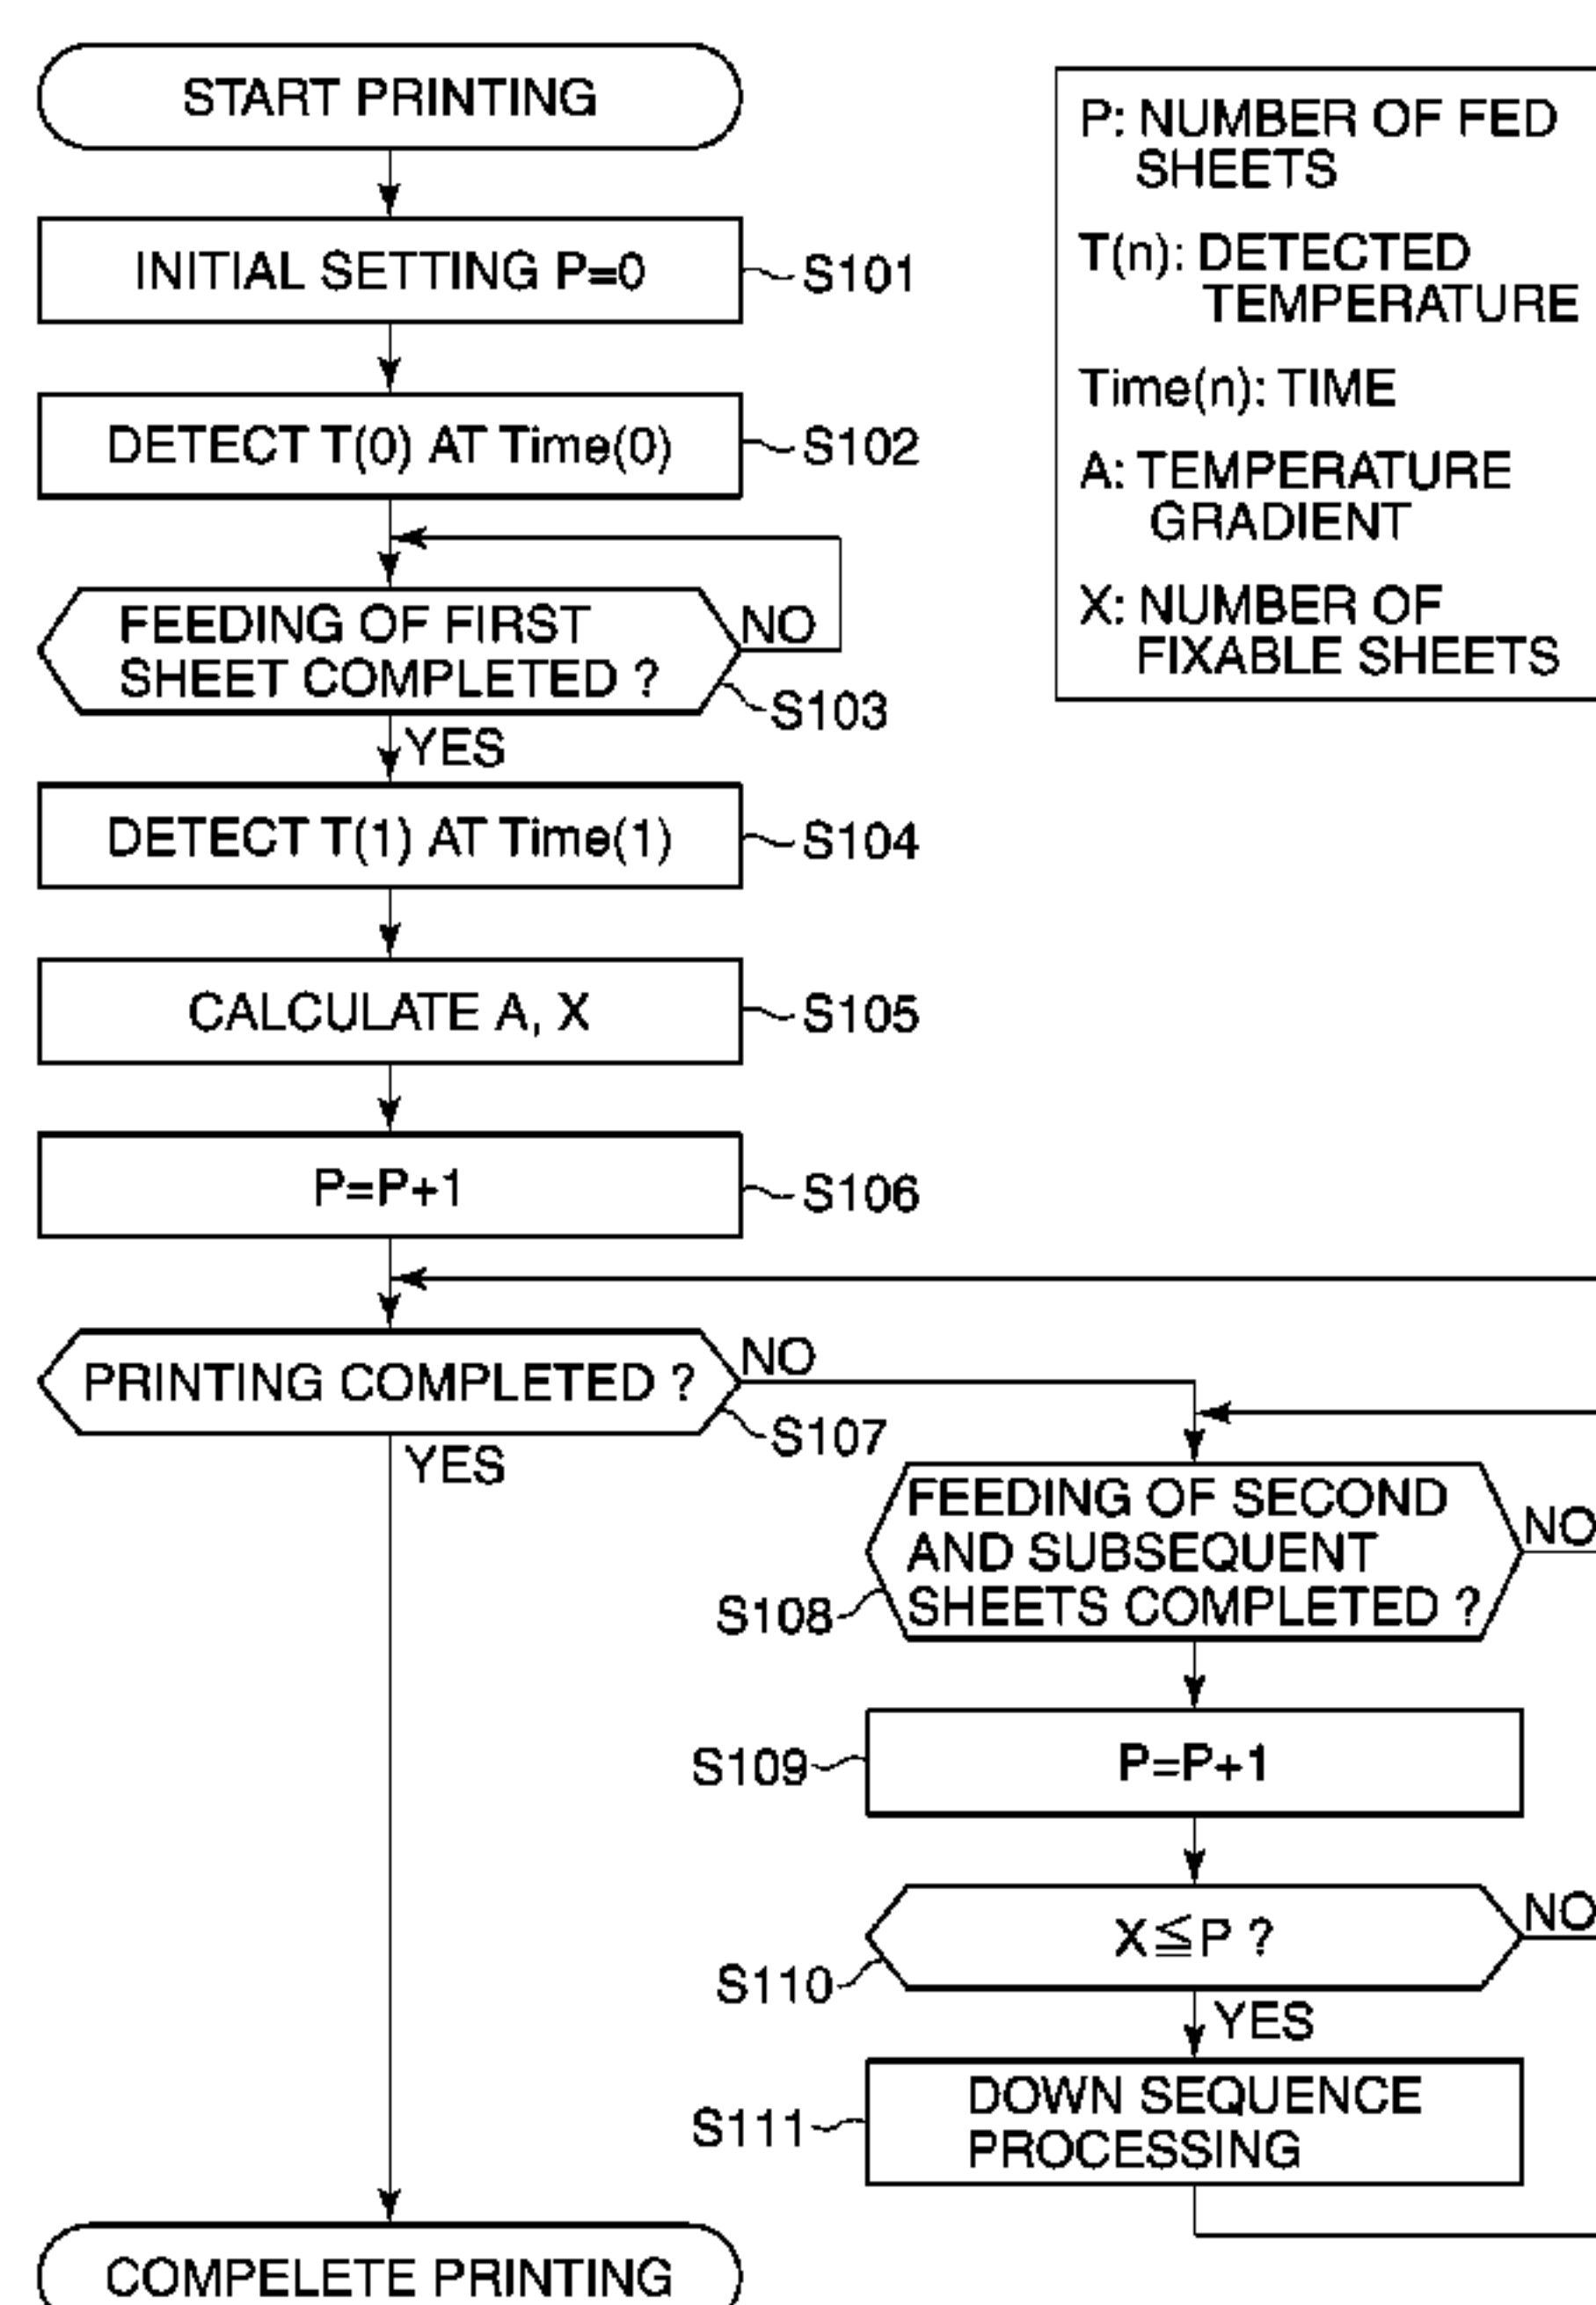 START PRINTING
INITIAL SETTING P=0
S101
DETECT T(0) AT Time(0)
S102
FEEDING OF FIRST
SHEET COMPLETED ?
NO
S103
YES
DETECT T(1) AT Time(1)
S104
CALCULATE A, X
S105
P=P+1
S106
PRINTING COMPLETED ?
NO
S107
YES
FEEDING OF SECOND
AND SUBSEQUENT
SHEETS COMPLETED ?
NO
S108
S109
P=P+1
X≦P ?
NO
S110
YES
S111
DOWN SEQUENCE
PROCESSING
COMPELETE PRINTING
P: NUMBER OF FED
SHEETS
T(n): DETECTED
TEMPERATURE
Time(n): TIME
A: TEMPERATURE
GRADIENT
X: NUMBER OF
FIXABLE SHEETS